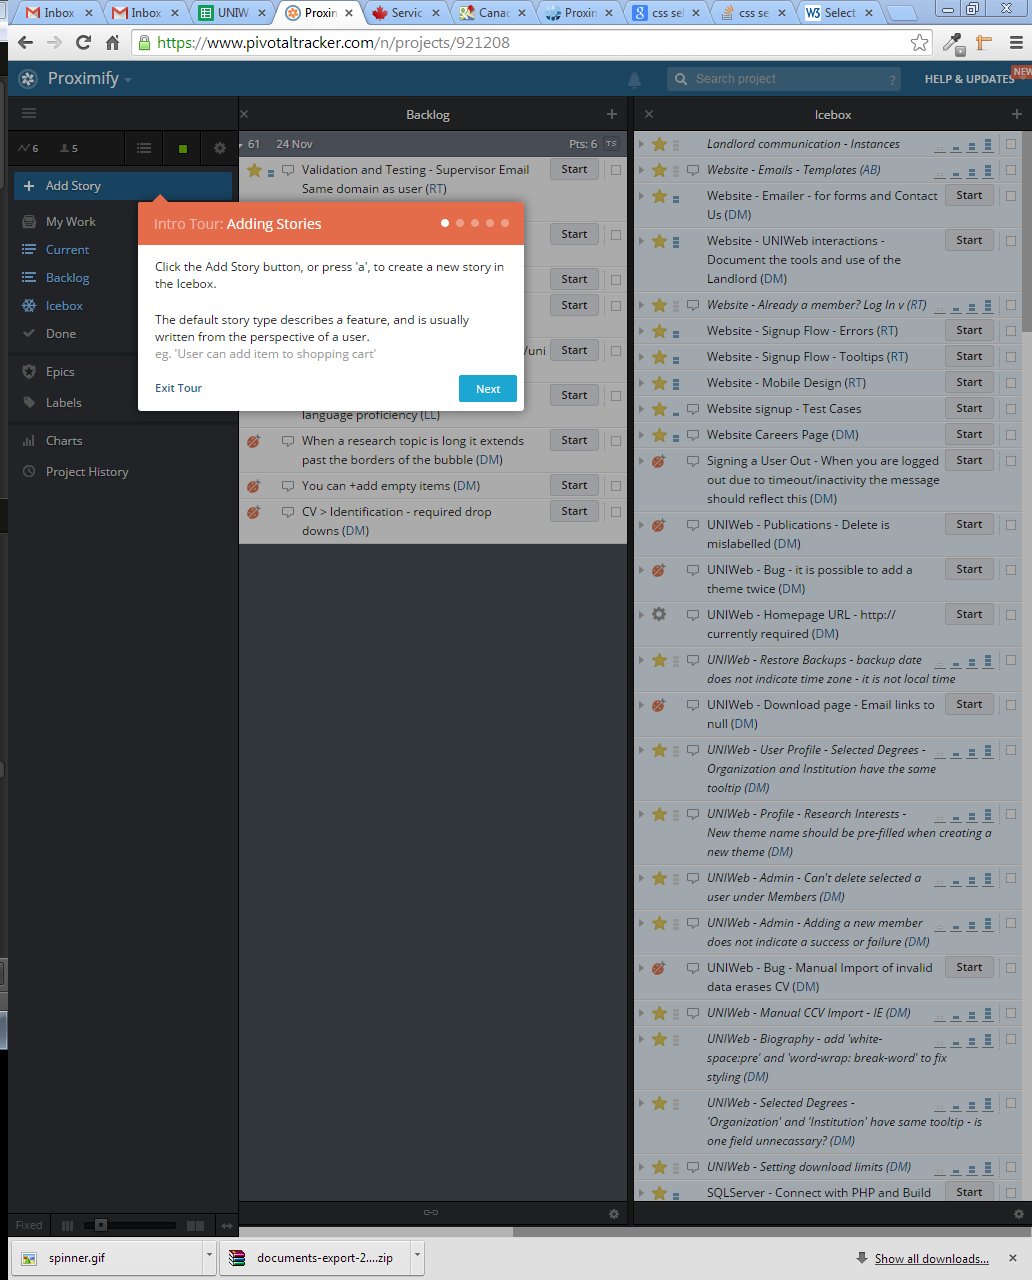 Inbox
Inbox
UNIW
Proxin
Servic
Canad
Proxin
css sel
css se
Select
https://www.pivotaltracker.com/n/projects/921208
Proximify
Search project
?
HELP & UPDATES
NEW
6
5
Add Story
My Work
Current
Backlog
Icebox
Done
Epics
Labels
Charts
Project History
Fixed
Intro Tour: Adding Stories
Click the Add Story button, or press 'a', to create a new story in
the Icebox.
The default story type describes a feature, and is usually
written from the perspective of a user.
eg. 'User can add item to shopping cart'
Exit Tour
Next
Backlog
61
24 Nov
Pts: 6
TS
Validation and Testing - Supervisor Email
Same domain as user (RT)
Start
Start
Start
Start
/uni
Start
Start
language proficiency (LL)
When a research topic is long it extends
past the borders of the bubble (DM)
Start
You can +add empty items (DM)
Start
CV > Identification - required drop
downs (DM)
Start
Icebox
Landlord communication - Instances
Website - Emails - Templates (AB)
Website - Emailer - for forms and Contact
Us (DM)
Start
Website - UNIWeb interactions -
Document the tools and use of the
Landlord (DM)
Start
Website - Already a member? Log In v (RT)
Website - Signup Flow - Errors (RT)
Start
Website - Signup Flow - Tooltips (RT)
Start
Website - Mobile Design (RT)
Start
Website signup - Test Cases
Start
Website Careers Page (DM)
Start
Signing a User Out - When you are logged
out due to timeout/inactivity the message
should reflect this (DM)
Start
UNIWeb - Publications - Delete is
mislabelled (DM)
Start
UNIWeb - Bug - it is possible to add a
theme twice (DM)
Start
UNIWeb - Homepage URL - http://
currently required (DM)
Start
UNIWeb - Restore Backups - backup date
does not indicate time zone - it is not local time
UNIWeb - Download page - Email links to
null (DM)
Start
UNIWeb - User Profile - Selected Degrees -
Organization and Institution have the same
tooltip (DM)
UNIWeb - Profile - Research Interests -
New theme name should be pre-filled when creating a
new theme (DM)
UNIWeb - Admin - Can't delete selected a
user under Members (DM)
UNIWeb - Admin - Adding a new member
does not indicate a success or failure (DM)
UNIWeb - Bug - Manual Import of invalid
data erases CV (DM)
Start
UNIWeb - Manual CCV Import - IE (DM)
UNIWeb - Biography - add 'white-
space:pre' and 'word-wrap: break-word' to fix
styling (DM)
UNIWeb - Selected Degrees -
'Organization' and 'Institution' have same tooltip - is
one field unnecassary? (DM)
UNIWeb - Setting download limits (DM)
SQLServer - Connect with PHP and Build
Start
spinner.gif
documents-export-2....zip
Show all downloads...